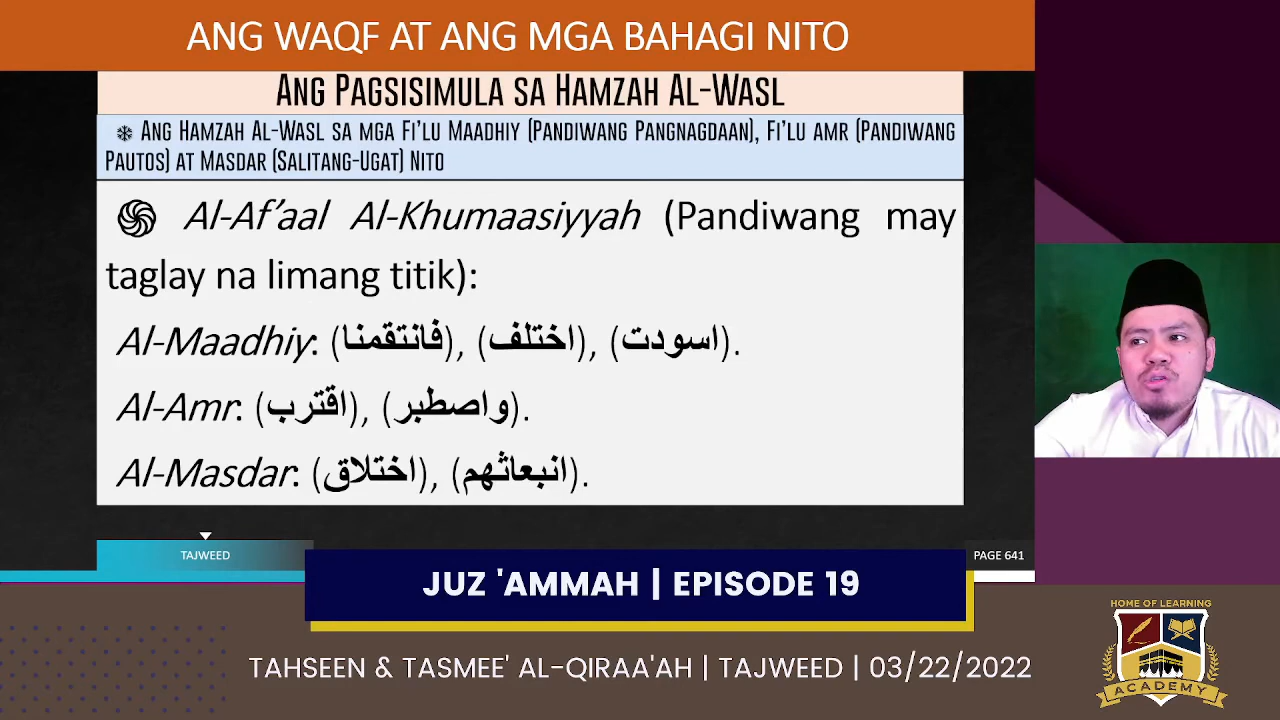 ANG WAQF AT ANG MGA BAHAGI NITO
ANG PAGSISIMULA SA HAMZAH AL-WASL
❄ ANG HAMZAH AL-WASL SA MGA FI’LU MAADHIY (PANDIWANG PANGNAGDAAN), FI’LU AMR (PANDIWANG
PAUTOS) AT MASDAR (SALITANG-UGAT) NITO
Al-Af’aal Al-Khumaasiyyah (Pandiwang may
taglay na limang titik):
Al-Maadhiy: (فانتقمنا), (اختلف), (اسودت).
Al-Amr: (اقترب), (واصطبر).
Al-Masdar: (اختلاق), (انبعاثهم).
TAJWEED
PAGE 641
JUZ 'AMMAH | EPISODE 19
TAHSEEN & TASMEE' AL-QIRAA'AH | TAJWEED | 03/22/2022
HOME OF LEARNING
ACADEMY